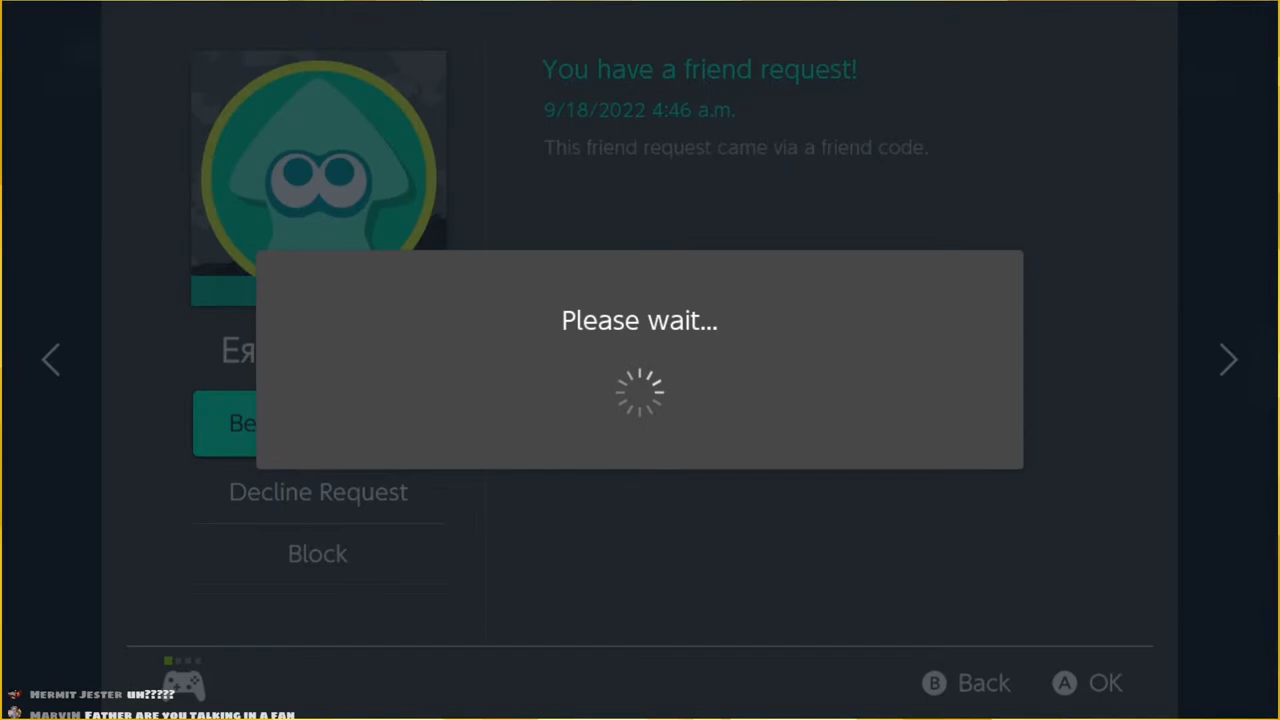 You have a friend request!
9/18/2022 4:46 a.m.
This friend request came via a friend code.
Please wait...
Decline Request
Block
B Back A OK
HERMIT JESTER UH?????
MARVIN FATHER ARE YOU TALKING IN A FAN